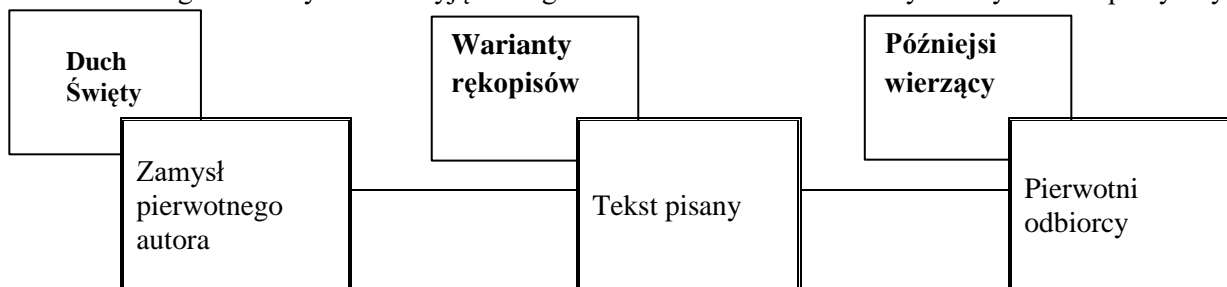 Duch
Święty
Warianty
rękopisów
Późniejsi
wierzący
Zamysł
pierwotnego
autora
Tekst pisany
Pierwotni
odbiorcy